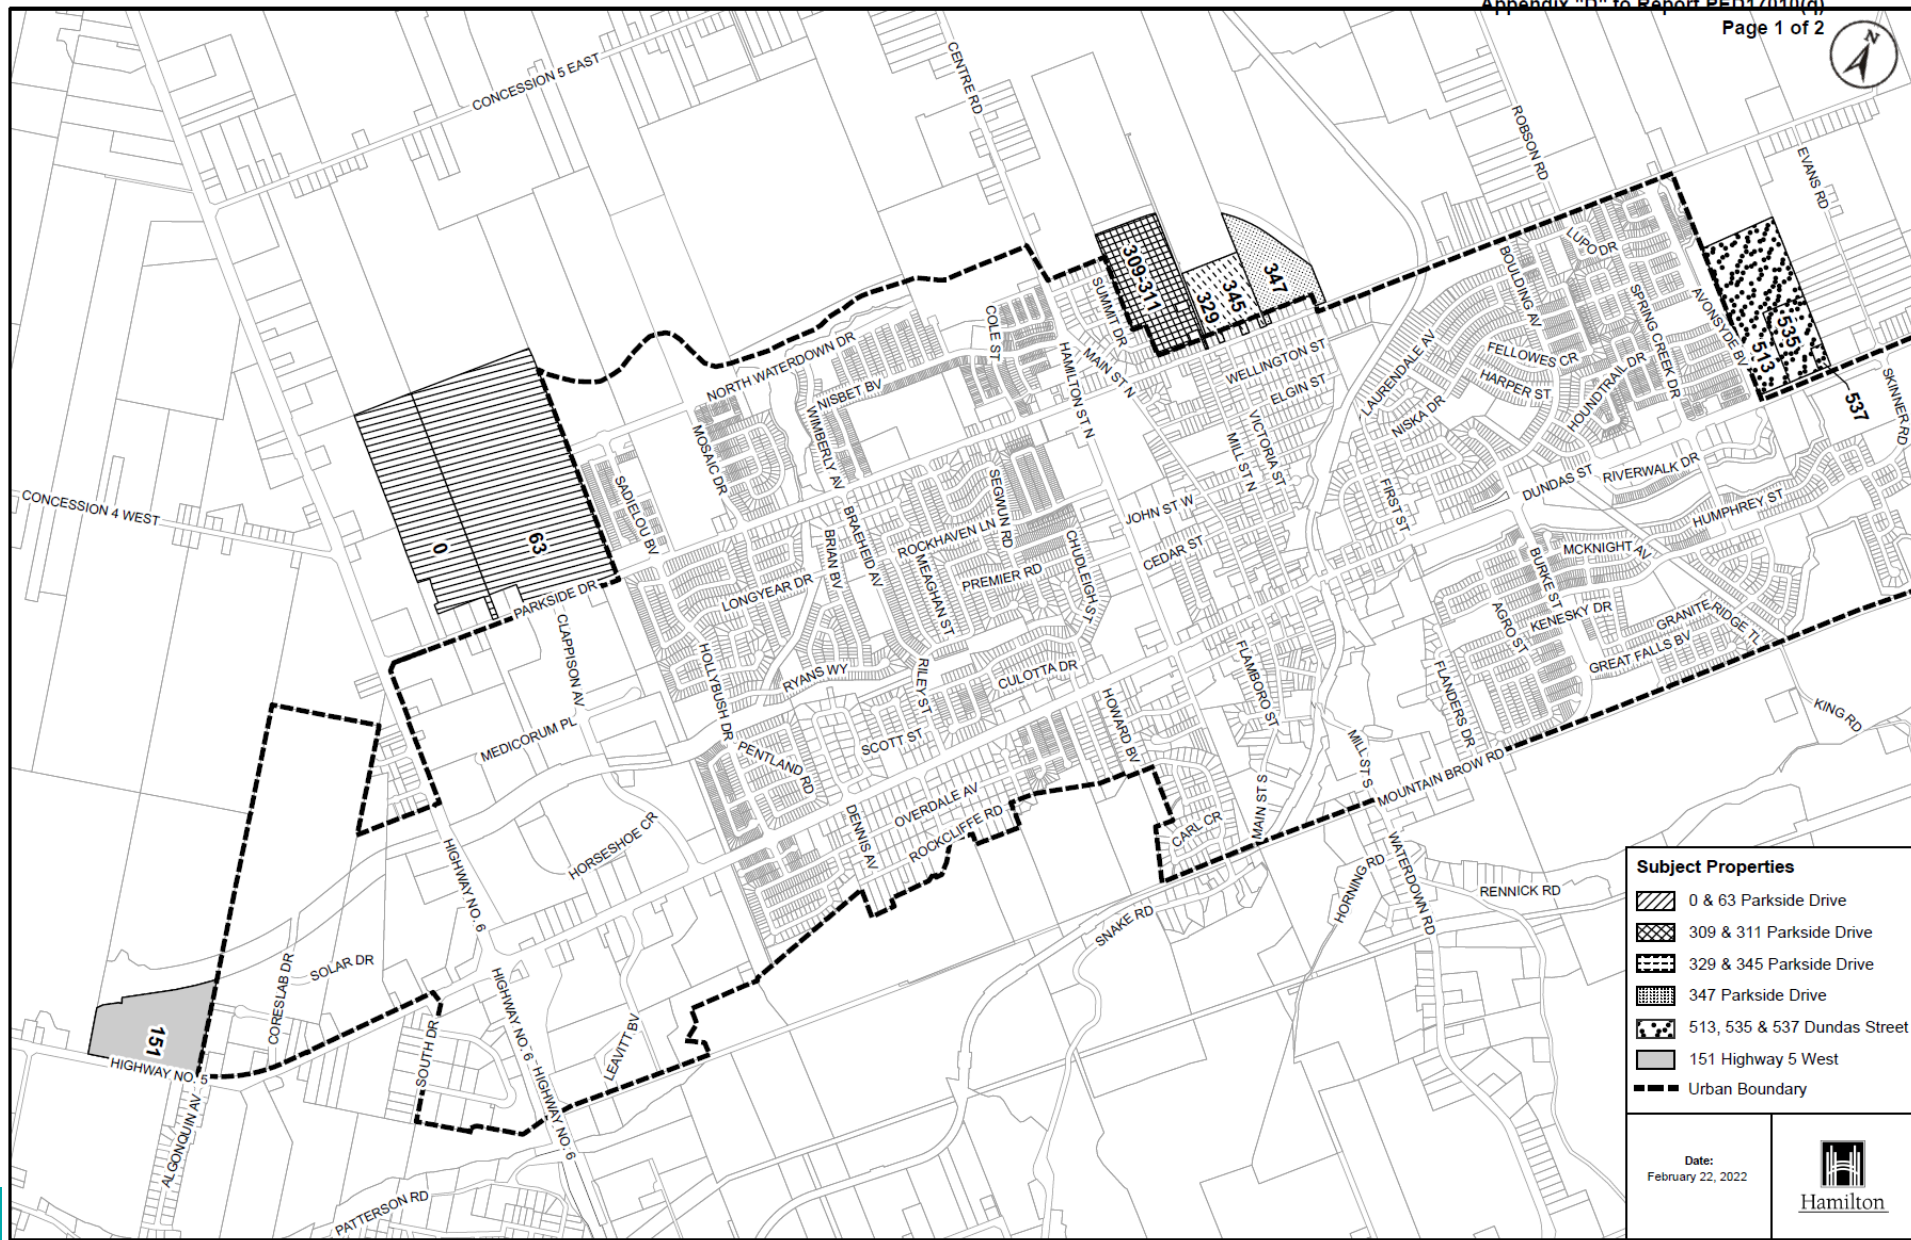 Appendix "D" to Report PED17010(q)
Page 1 of 2
N
CONCESSION 5 EAST
CENTRE RD
ROBSON RD
EVANS RD
LUPO DR
BOULDING AV
SPRING CREEK DR
AVONSYDE BV
309-311
329
345
347
513
535
537
SUMMIT DR
MAIN ST N
COLE ST
HAMILTON ST N
NORTH WATERDOWN DR
NISBET BV
WIMBERLY AV
MOSAIC DR
WELLINGTON ST
ELGIN ST
LAURENDALE AV
FELLOWES CR
HARPER ST
HOUNDTRAIL DR
NISKA DR
SKINNER RD
VICTORIA ST
MILL ST N
CONCESSION 4 WEST
0
63
SADIELOU BV
BRIAN BV
BRAEHEID AV
ROCKHAVEN LN
SEGWUN RD
JOHN ST W
CEDAR ST
FIRST ST
DUNDAS ST
RIVERWALK DR
HUMPHREY ST
MCKNIGHT AV
PARKSIDE DR
LONGYEAR DR
MEAGHAN ST
PREMIER RD
CHUDLEIGH ST
BURKE ST
AGRO ST
KENESKY DR
GRANITE RIDGE TL
GREAT FALLS BV
CLAPPISON AV
HOLLYBUSH DR
RYANS WY
RILEY ST
CULOTTA DR
HOWARD BV
FLAMBORO ST
FLANDERS DR
KING RD
MEDICORUM PL
PENTLAND RD
SCOTT ST
MILL ST S
MOUNTAIN BROW RD
OVERDALE AV
DENNIS AV
ROCKCLIFFE RD
CARL CR
MAIN ST S
HORSESHOE CR
HIGHWAY NO. 6
HORNING RD
WATERDOWN RD
RENNICK RD
SNAKE RD
SOLAR DR
CORESLAB DR
HIGHWAY NO. 6
HIGHWAY NO. 6
151
HIGHWAY NO. 5
SOUTH DR
LEAVITT BV
ALGONQUIN AV
PATTERSON RD
Subject Properties
0 & 63 Parkside Drive
309 & 311 Parkside Drive
329 & 345 Parkside Drive
347 Parkside Drive
513, 535 & 537 Dundas Street
151 Highway 5 West
Urban Boundary
Date:
February 22, 2022
Hamilton